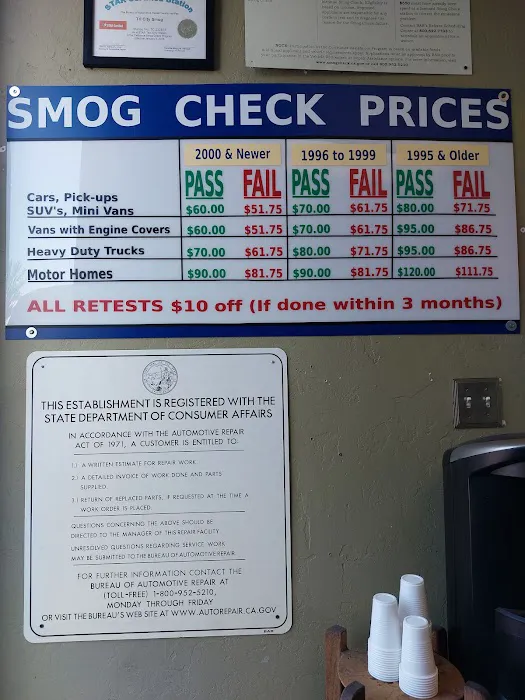 SMOG CHECK PRICES
2000 & Newer 1996 to 1999 1995 & Older
PASS FAIL PASS FAIL PASS FAIL
Cars, Pick-ups
SUV's, Mini Vans $60.00 $51.75 $70.00 $61.75 $80.00 $71.75
Vans with Engine Covers $60.00 $51.75 $70.00 $61.75 $95.00 $86.75
Heavy Duty Trucks $70.00 $61.75 $80.00 $71.75 $95.00 $86.75
Motor Homes $90.00 $81.75 $90.00 $81.75 $120.00 $111.75
ALL RETESTS $10 off (If done within 3 months)
THIS ESTABLISHMENT IS REGISTERED WITH THE
STATE DEPARTMENT OF CONSUMER AFFAIRS
IN ACCORDANCE WITH THE AUTOMOTIVE REPAIR
ACT OF 1971, A CUSTOMER IS ENTITLED TO:
1.) A WRITTEN ESTIMATE FOR REPAIR WORK.
2.) A DETAILED INVOICE OF WORK DONE AND PARTS
SUPPLIED.
3.) RETURN OF REPLACED PARTS, IF REQUESTED AT THE TIME A
WORK ORDER IS PLACED.
QUESTIONS CONCERNING THE ABOVE SHOULD BE
DIRECTED TO THE MANAGER OF THIS REPAIR FACILITY.
UNRESOLVED QUESTIONS REGARDING SERVICE WORK
MAY BE SUBMITTED TO THE BUREAU OF AUTOMOTIVE REPAIR
FOR FURTHER INFORMATION CONTACT THE
BUREAU OF AUTOMOTIVE REPAIR AT
(TOLL-FREE) 1-800-952-5210,
MONDAY THROUGH FRIDAY
OR VISIT THE BUREAU'S WEB SITE AT WWW.AUTOREPAIR.CA.GOV